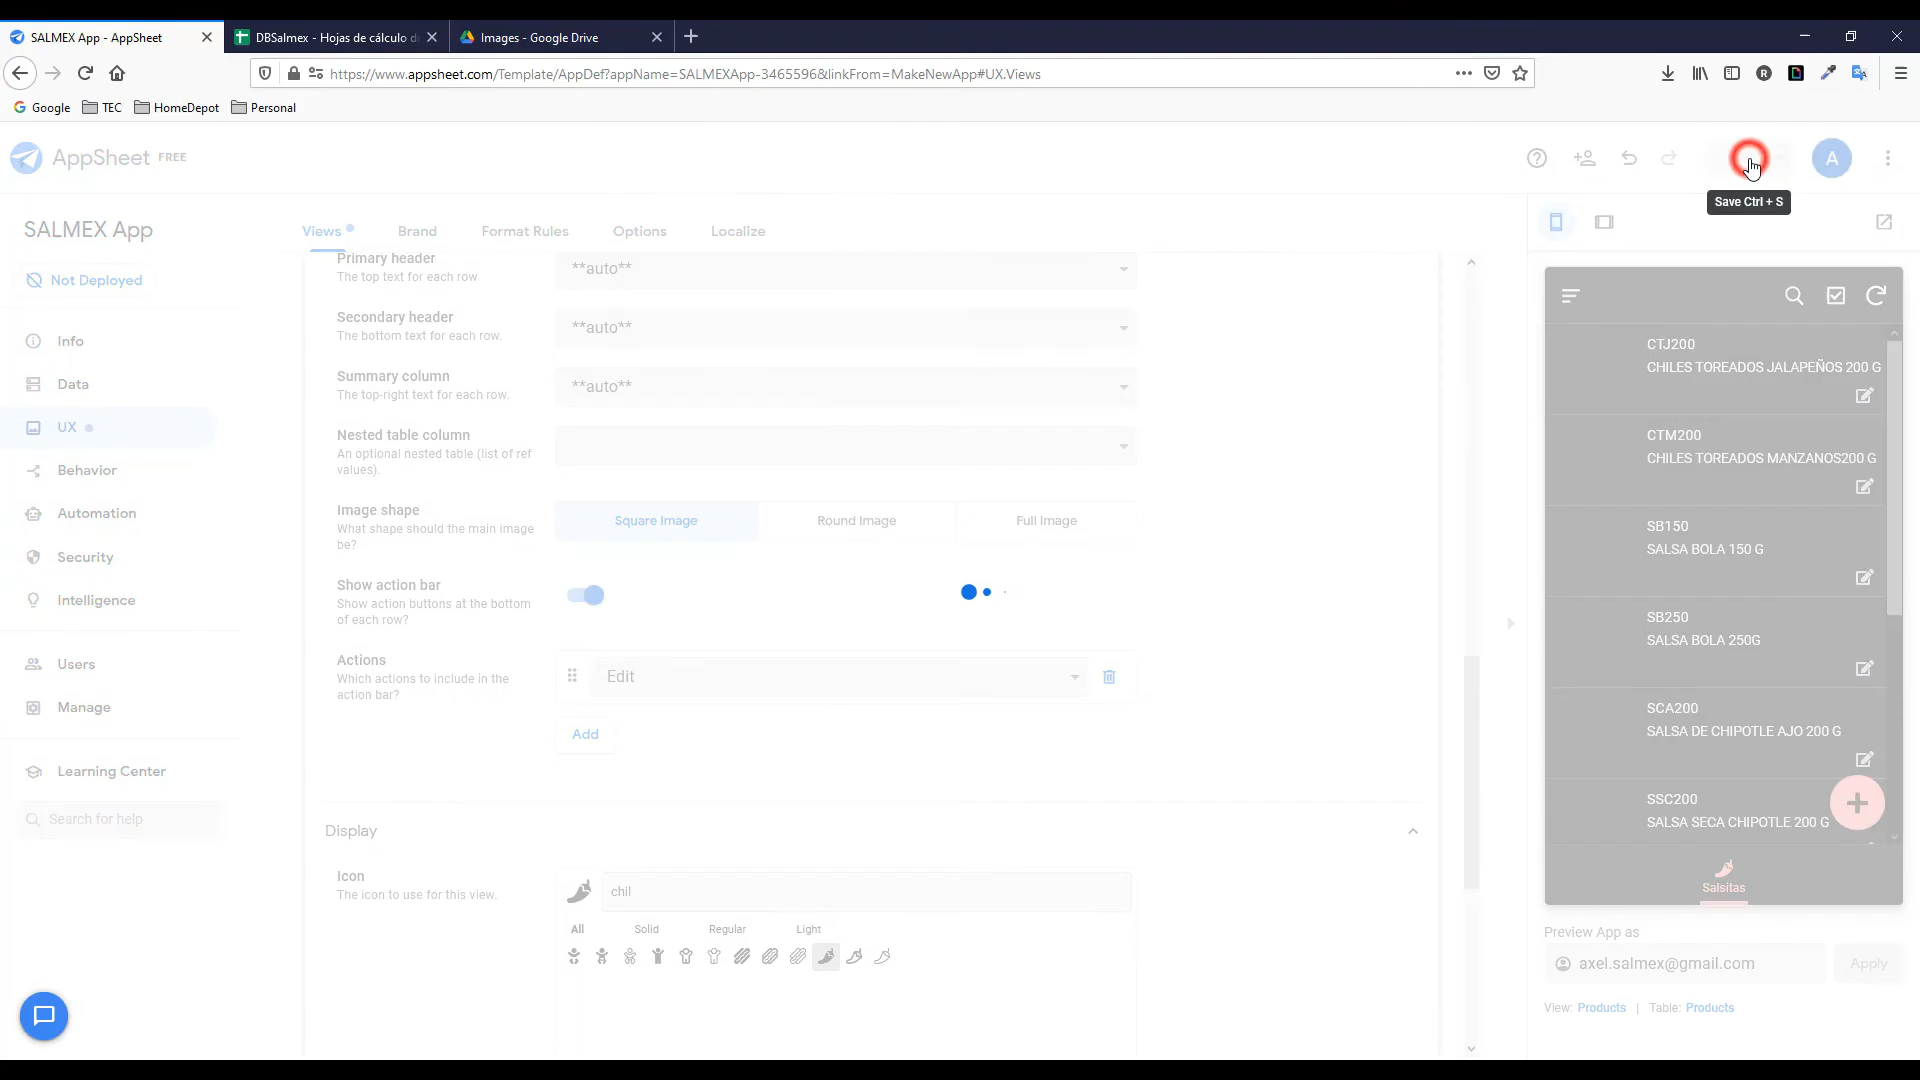 SALMEX App - AppSheet
DBSalmex - Hojas de cálculo d
Images - Google Drive
https://www.appsheet.com/Template/AppDef?appName=SALMEXApp-3465596&linkFrom=MakeNewApp#UX.Views
Google
TEC
HomeDepot
Personal
AppSheet FREE
A
Save Ctrl + S
SALMEX App
Not Deployed
Info
Data
UX
Behavior
Automation
Security
Intelligence
Users
Manage
Learning Center
Search for help
Views
Brand
Format Rules
Options
Localize
Primary header
The top text for each row
**auto**
Secondary header
The bottom text for each row.
**auto**
Summary column
The top-right text for each row.
**auto**
Nested table column
An optional nested table (list of ref
values).
Image shape
What shape should the main image
be?
Square Image
Round Image
Full Image
Show action bar
Show action buttons at the bottom
of each row?
Actions
Which actions to include in the
action bar?
Edit
Add
Display
Icon
The icon to use for this view.
chil
All
Solid
Regular
Light
CTJ200
CHILES TOREADOS JALAPEÑOS 200 G
CTM200
CHILES TOREADOS MANZANOS200 G
SB150
SALSA BOLA 150 G
SB250
SALSA BOLA 250G
SCA200
SALSA DE CHIPOTLE AJO 200 G
SSC200
SALSA SECA CHIPOTLE 200 G
Salsitas
Preview App as
axel.salmex@gmail.com
Apply
View: Products | Table: Products